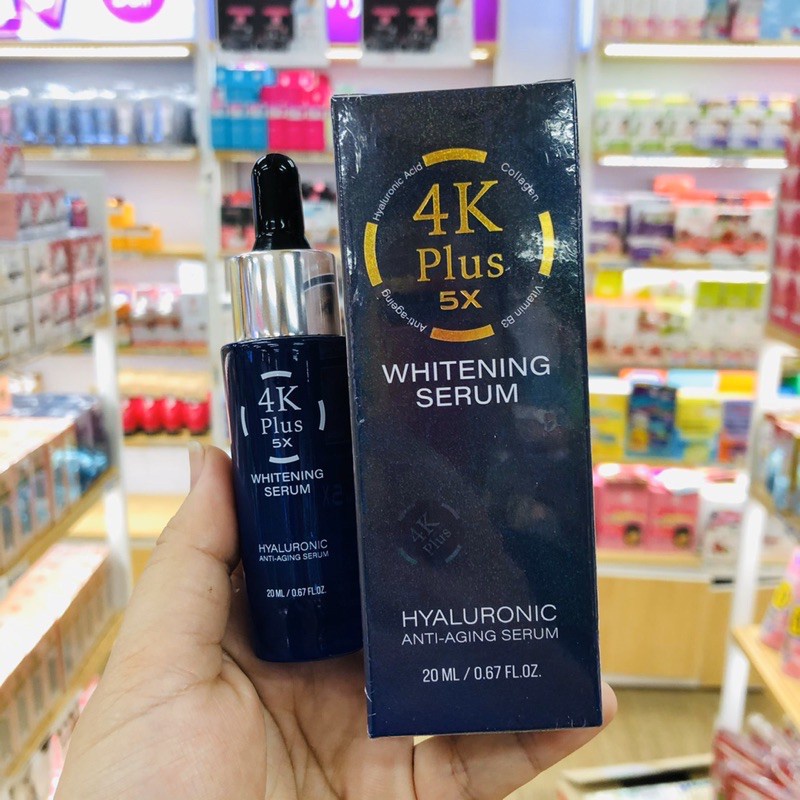 4K
Plus
5X
WHITENING
SERUM
HYALURONIC
ANTI-AGING SERUM
20 ML / 0.67 FL.OZ.
Hyaluronic Acid
Collagen
Vitamin B3
Anti-ageing
4K
Plus
5X
WHITENING
SERUM
4K
Plus
HYALURONIC
ANTI-AGING SERUM
20 ML / 0.67 FL.OZ.